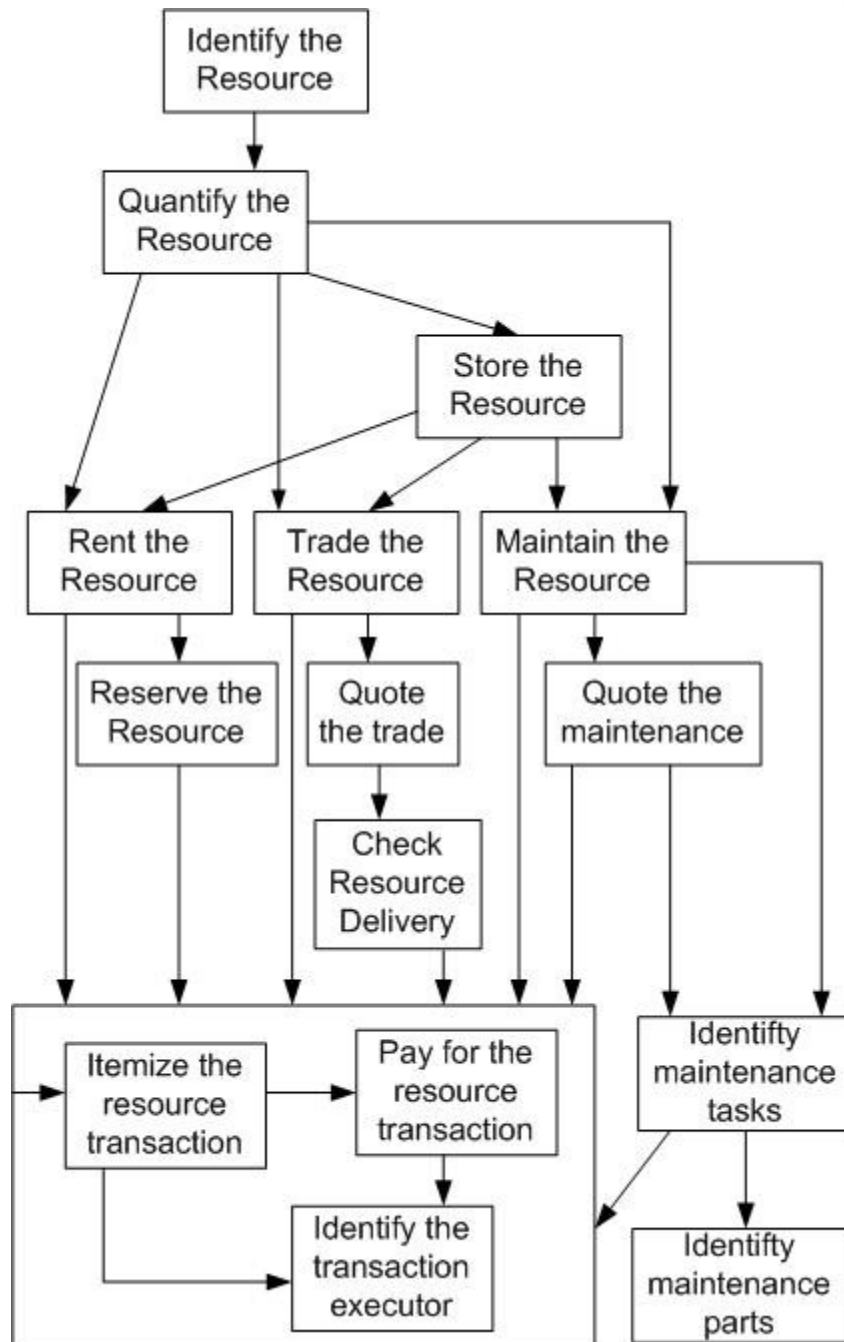 Identify the
Resource
Quantify the
Resource
Store the
Resource
Rent the
Resource
Trade the
Resource
Maintain the
Resource
Reserve the
Resource
Quote
the trade
Quote the
maintenance
Check
Resource
Delivery
Itemize the
resource
transaction
Pay for the
resource
transaction
Identifty
maintenance
tasks
Identify the
transaction
executor
Identifty
maintenance
parts